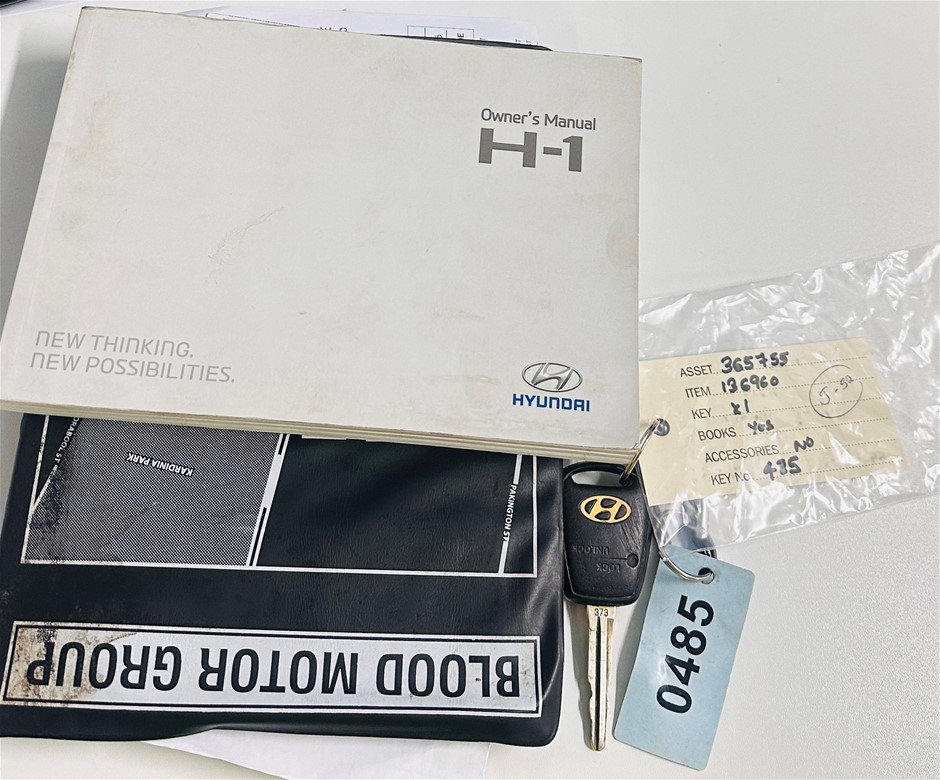 Owner's Manual
H-1
NEW THINKING.
NEW POSSIBILITIES.
HYUNDAI
ASSET 365755
ITEM 136960
KEY x1
BOOKS Yes
ACCESSORIES NO
KEY No. 485
J-50
KARDINIA PARK
PAKINGTON ST
UNLOCK
LOCK
373
0485
BLOOD MOTOR GROUP